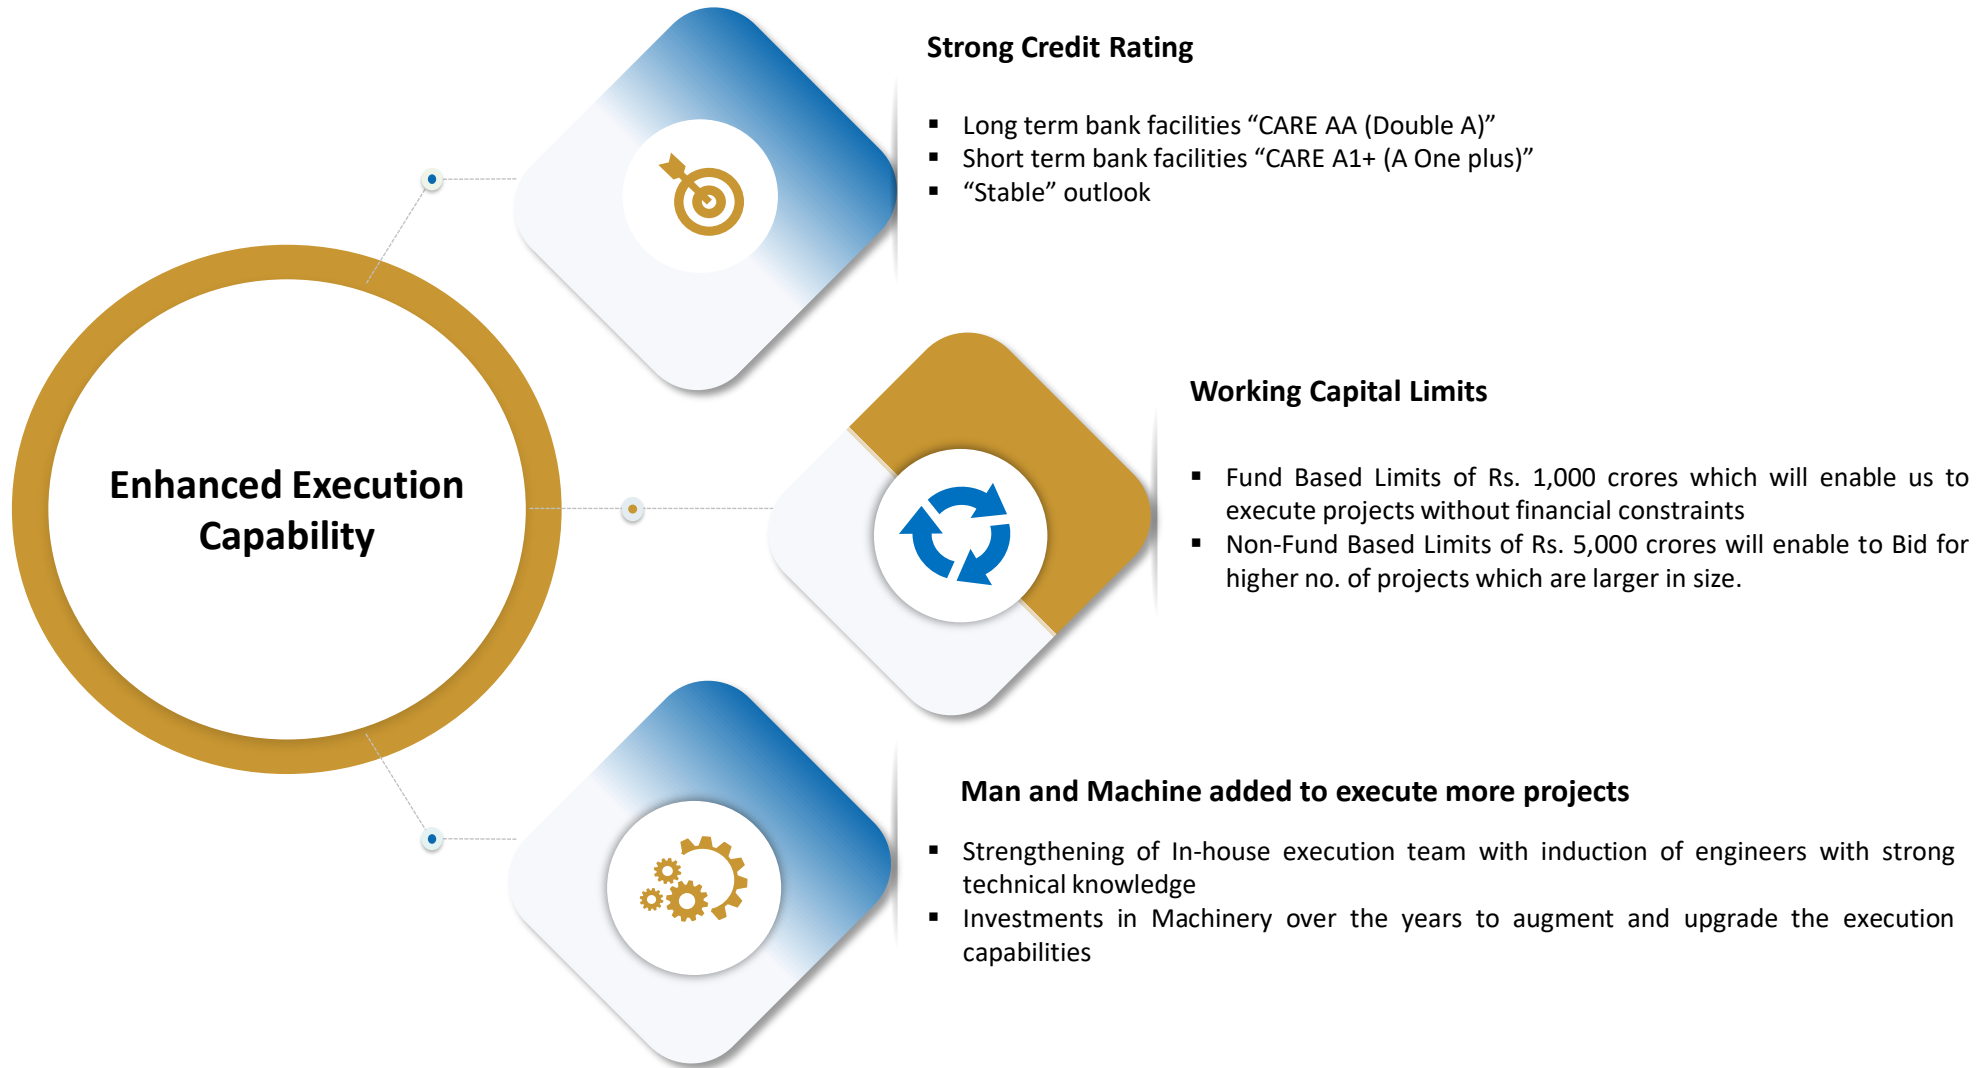 Enhanced Execution
Capability
Strong Credit Rating
▪ Long term bank facilities “CARE AA (Double A)”
▪ Short term bank facilities “CARE A1+ (A One plus)”
▪ “Stable” outlook
Working Capital Limits
▪ Fund Based Limits of Rs. 1,000 crores which will enable us to
execute projects without financial constraints
▪ Non-Fund Based Limits of Rs. 5,000 crores will enable to Bid for
higher no. of projects which are larger in size.
Man and Machine added to execute more projects
▪ Strengthening of In-house execution team with induction of engineers with strong
technical knowledge
▪ Investments in Machinery over the years to augment and upgrade the execution
capabilities